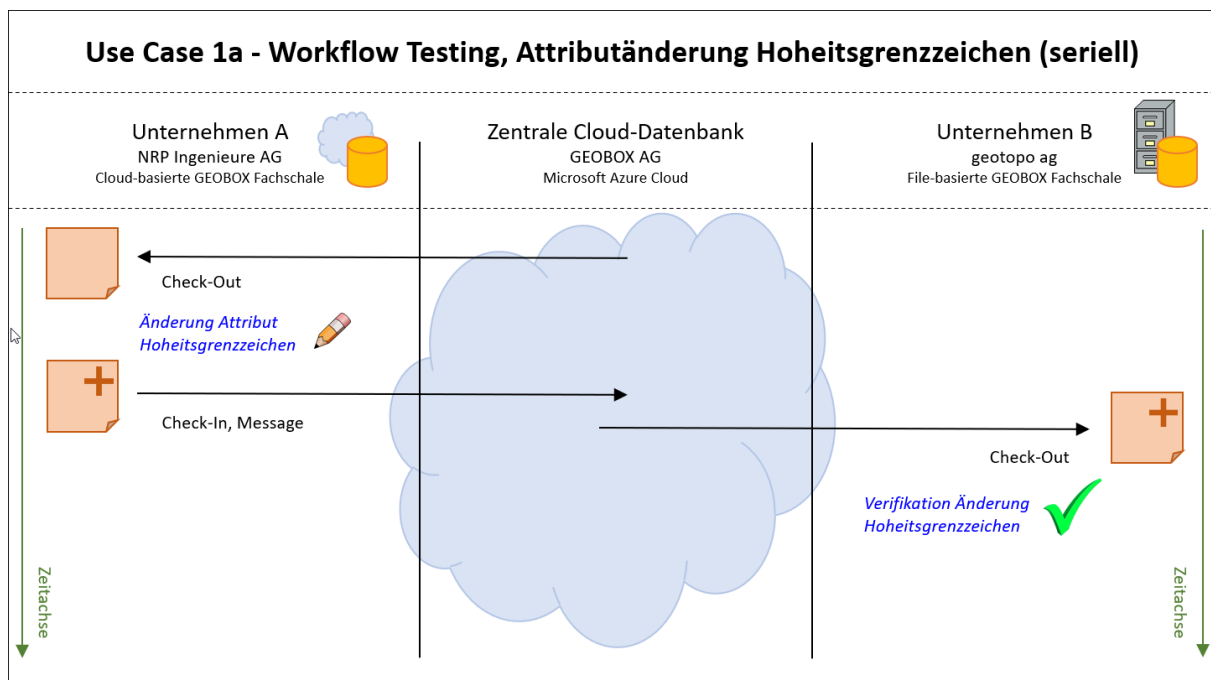 Use Case 1a - Workflow Testing, Attributänderung Hoheitsgrenzzeichen (seriell)
Unternehmen A
NRP Ingenieure AG
Cloud-basierte GEOBOX Fachschale
Zentrale Cloud-Datenbank
GEOBOX AG
Microsoft Azure Cloud
Unternehmen B
geotopo ag
File-basierte GEOBOX Fachschale
Check-Out
Änderung Attribut
Hoheitsgrenzzeichen
Check-In, Message
Check-Out
Verifikation Änderung
Hoheitsgrenzzeichen
Zeitachse
Zeitachse